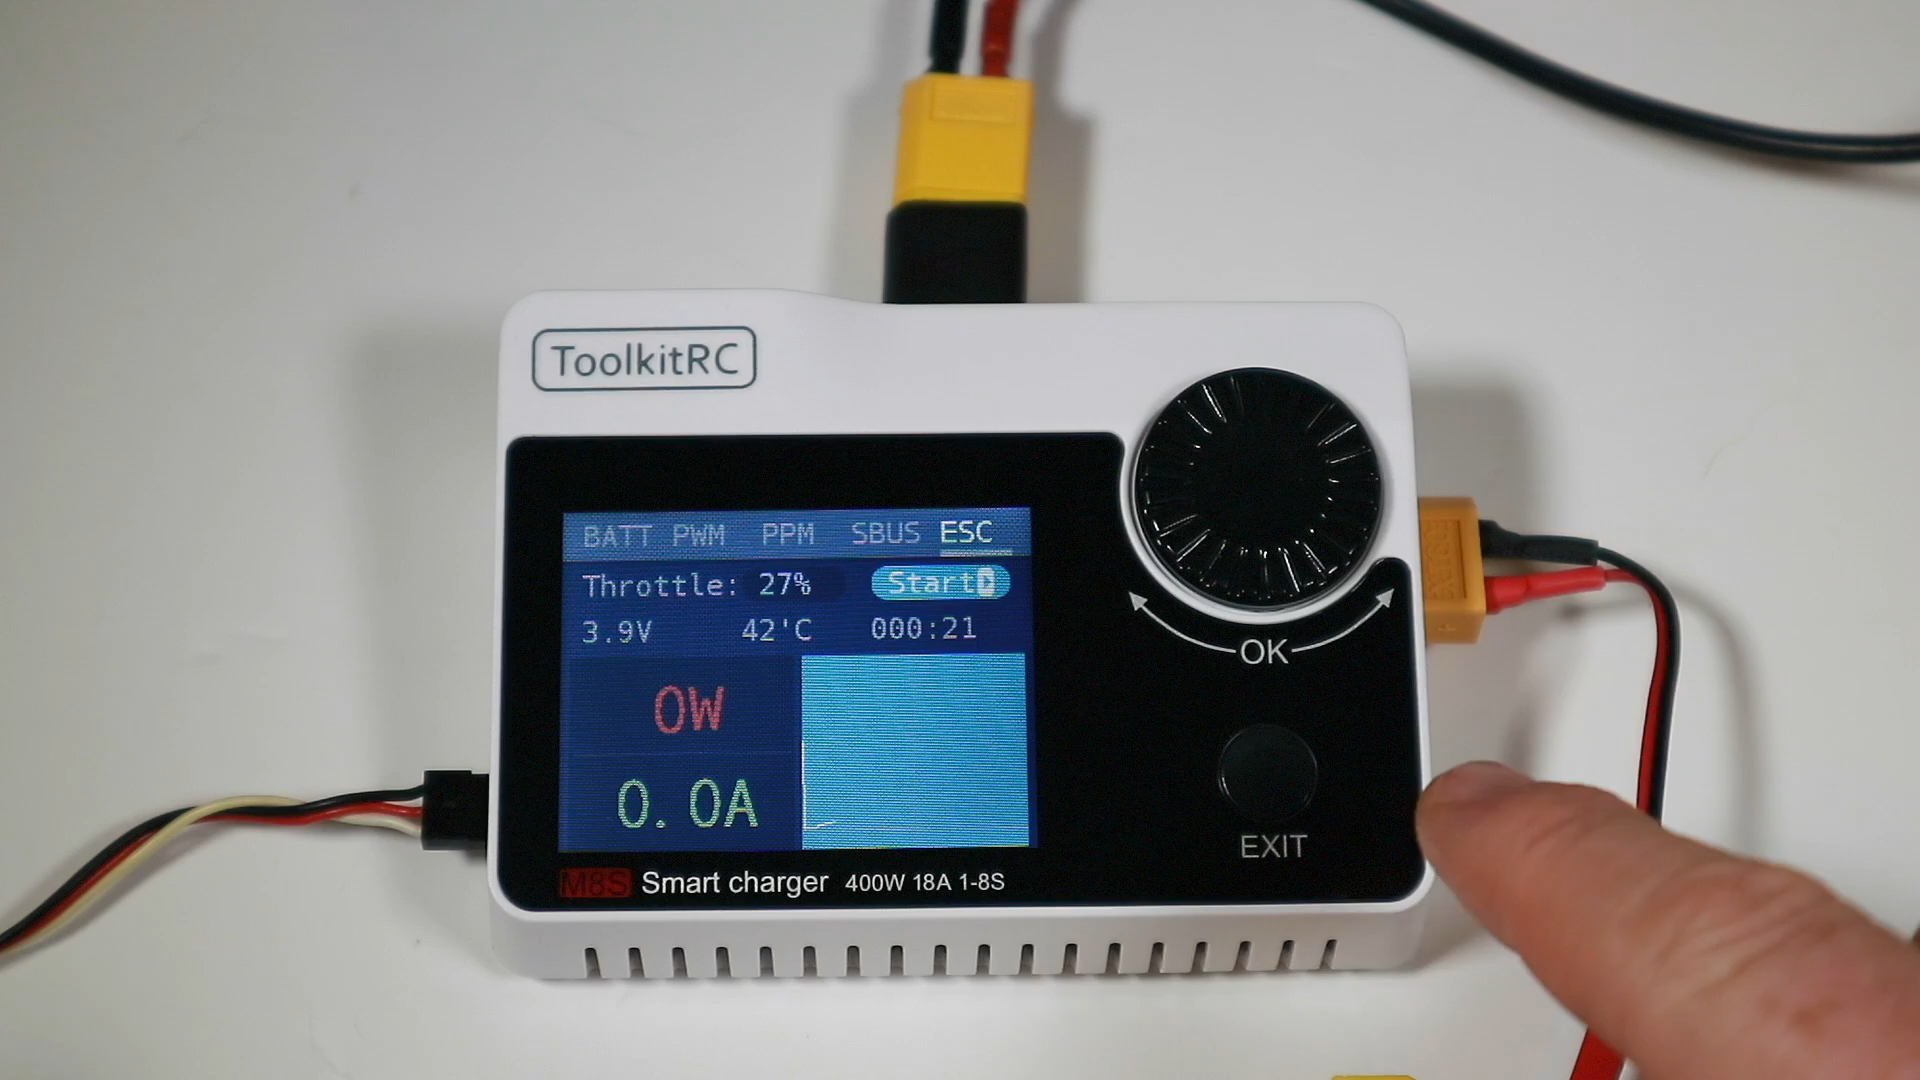 ToolkitRC
BATT PWM PPM SBUS ESC
Throttle: 27% Start
3.9V 42'C 000:21
0W
0.0A
OK
EXIT
M8S Smart charger 400W 18A 1-8S